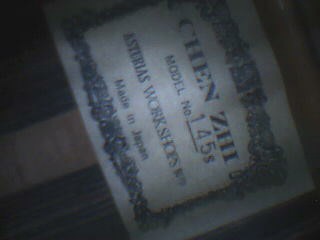 CHEN ZHI
MODEL No. 145s
ASTURIAS WORKSHOPS
Made in Japan